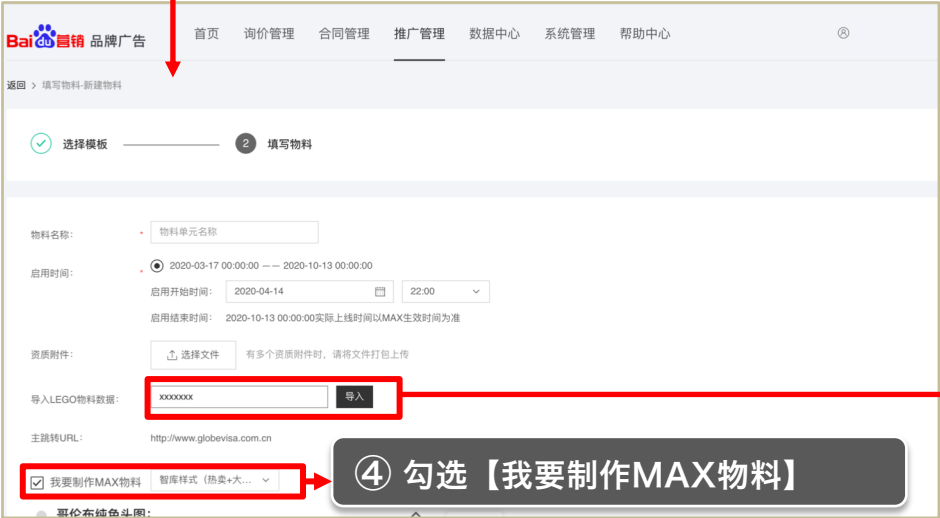 Bai du 营销 品牌广告 首页 询价管理 合同管理 推广管理 数据中心 系统管理 帮助中心
返回 > 填写物料-新建物料
选择模板 2 填写物料
物料名称: * 物料单元名称
启用时间: * 2020-03-17 00:00:00 —— 2020-10-13 00:00:00
启用开始时间: 2020-04-14 22:00
启用结束时间: 2020-10-13 00:00:00实际上线时间以MAX生效时间为准
资质附件: 选择文件 有多个资质附件时，请将文件打包上传
导入LEGO物料数据: xxxxxxx 导入
主跳转URL: http://www.globevisa.com.cn
④ 勾选【我要制作MAX物料】
我要制作MAX物料 智库样式（热卖+大...
哥伦布纯色头图: